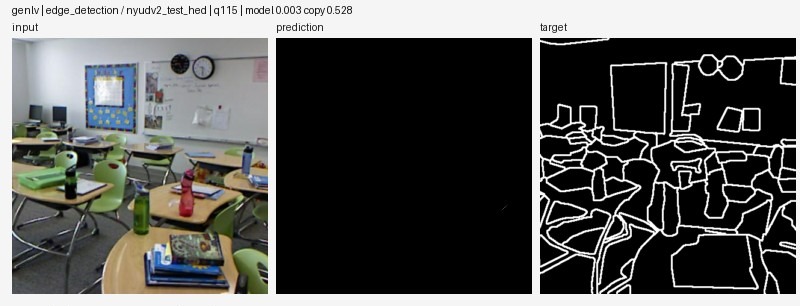 genlv | edge_detection / nyudv2_test_hed | q115 | model 0.003 copy 0.528
input
prediction
target